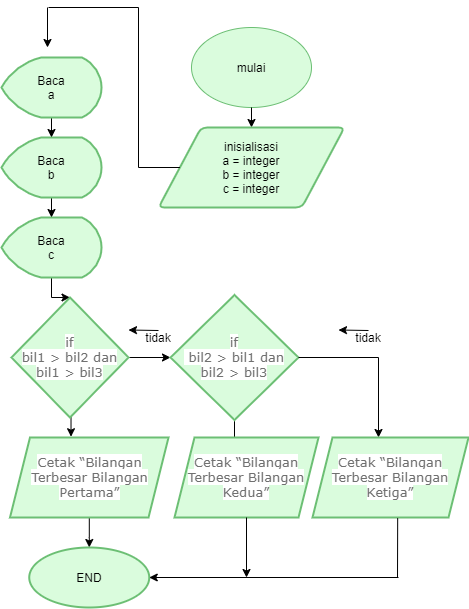 mulai
inisialisasi
a = integer
b = integer
c = integer
Baca
a
Baca
b
Baca
c
if
bil1 > bil2 dan
bil1 > bil3
tidak
if
bil2 > bil1 dan
bil2 > bil3
tidak
Cetak “Bilangan
Terbesar Bilangan
Pertama”
Cetak “Bilangan
Terbesar Bilangan
Kedua”
Cetak “Bilangan
Terbesar Bilangan
Ketiga”
END